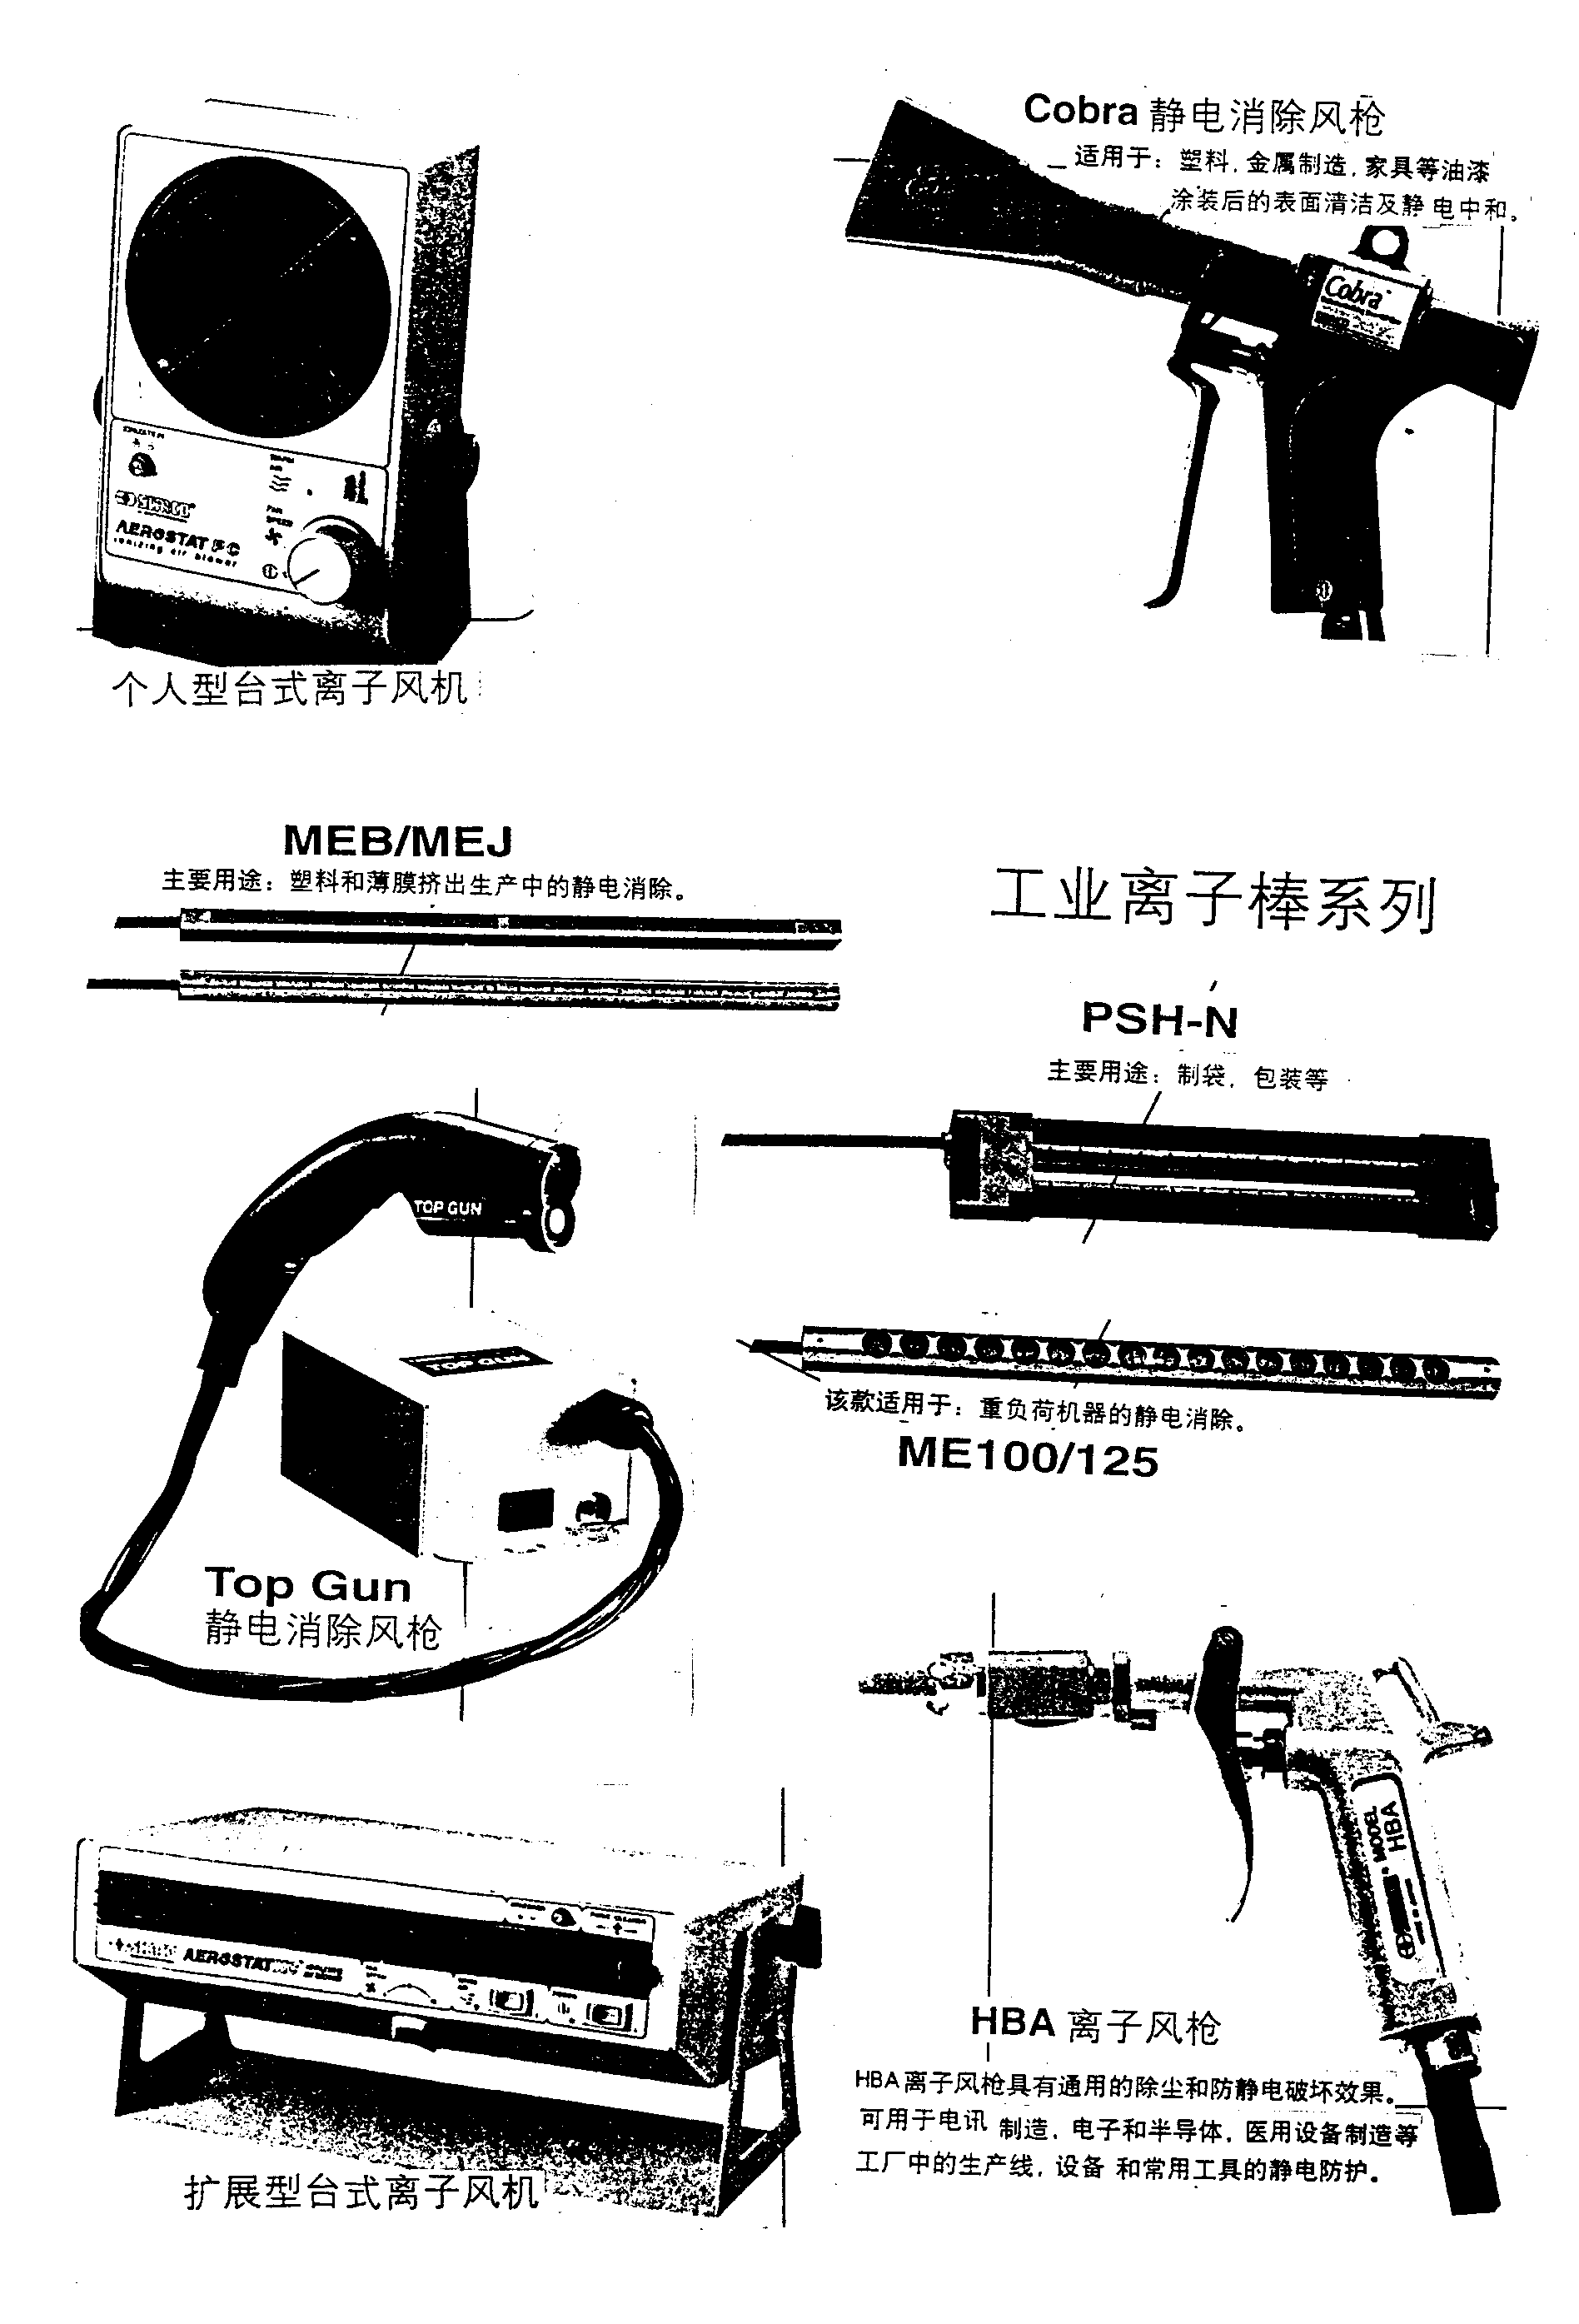 Cobra 静电消除风枪
适用于：塑料，金属制造，家具等油漆
涂装后的表面清洁及静电中和。
Cobra
SIMCO
AEROSTAT PC
ionizing air blower
FAN
SPEED
个人型台式离子风机
MEB/MEJ
主要用途：塑料和薄膜挤出生产中的静电消除。
工业离子棒系列
PSH-N
主要用途：制袋，包装等
TOP GUN
TOP GUN
该款适用于：重负荷机器的静电消除。
ME100/125
Top Gun
静电消除风枪
MODEL
HBA
AEROSTAT
HBA 离子风枪
HBA离子风枪具有通用的除尘和防静电破坏效果。
可用于电讯 制造，电子和半导体，医用设备制造等
工厂中的生产线，设备 和常用工具的静电防护。
扩展型台式离子风机